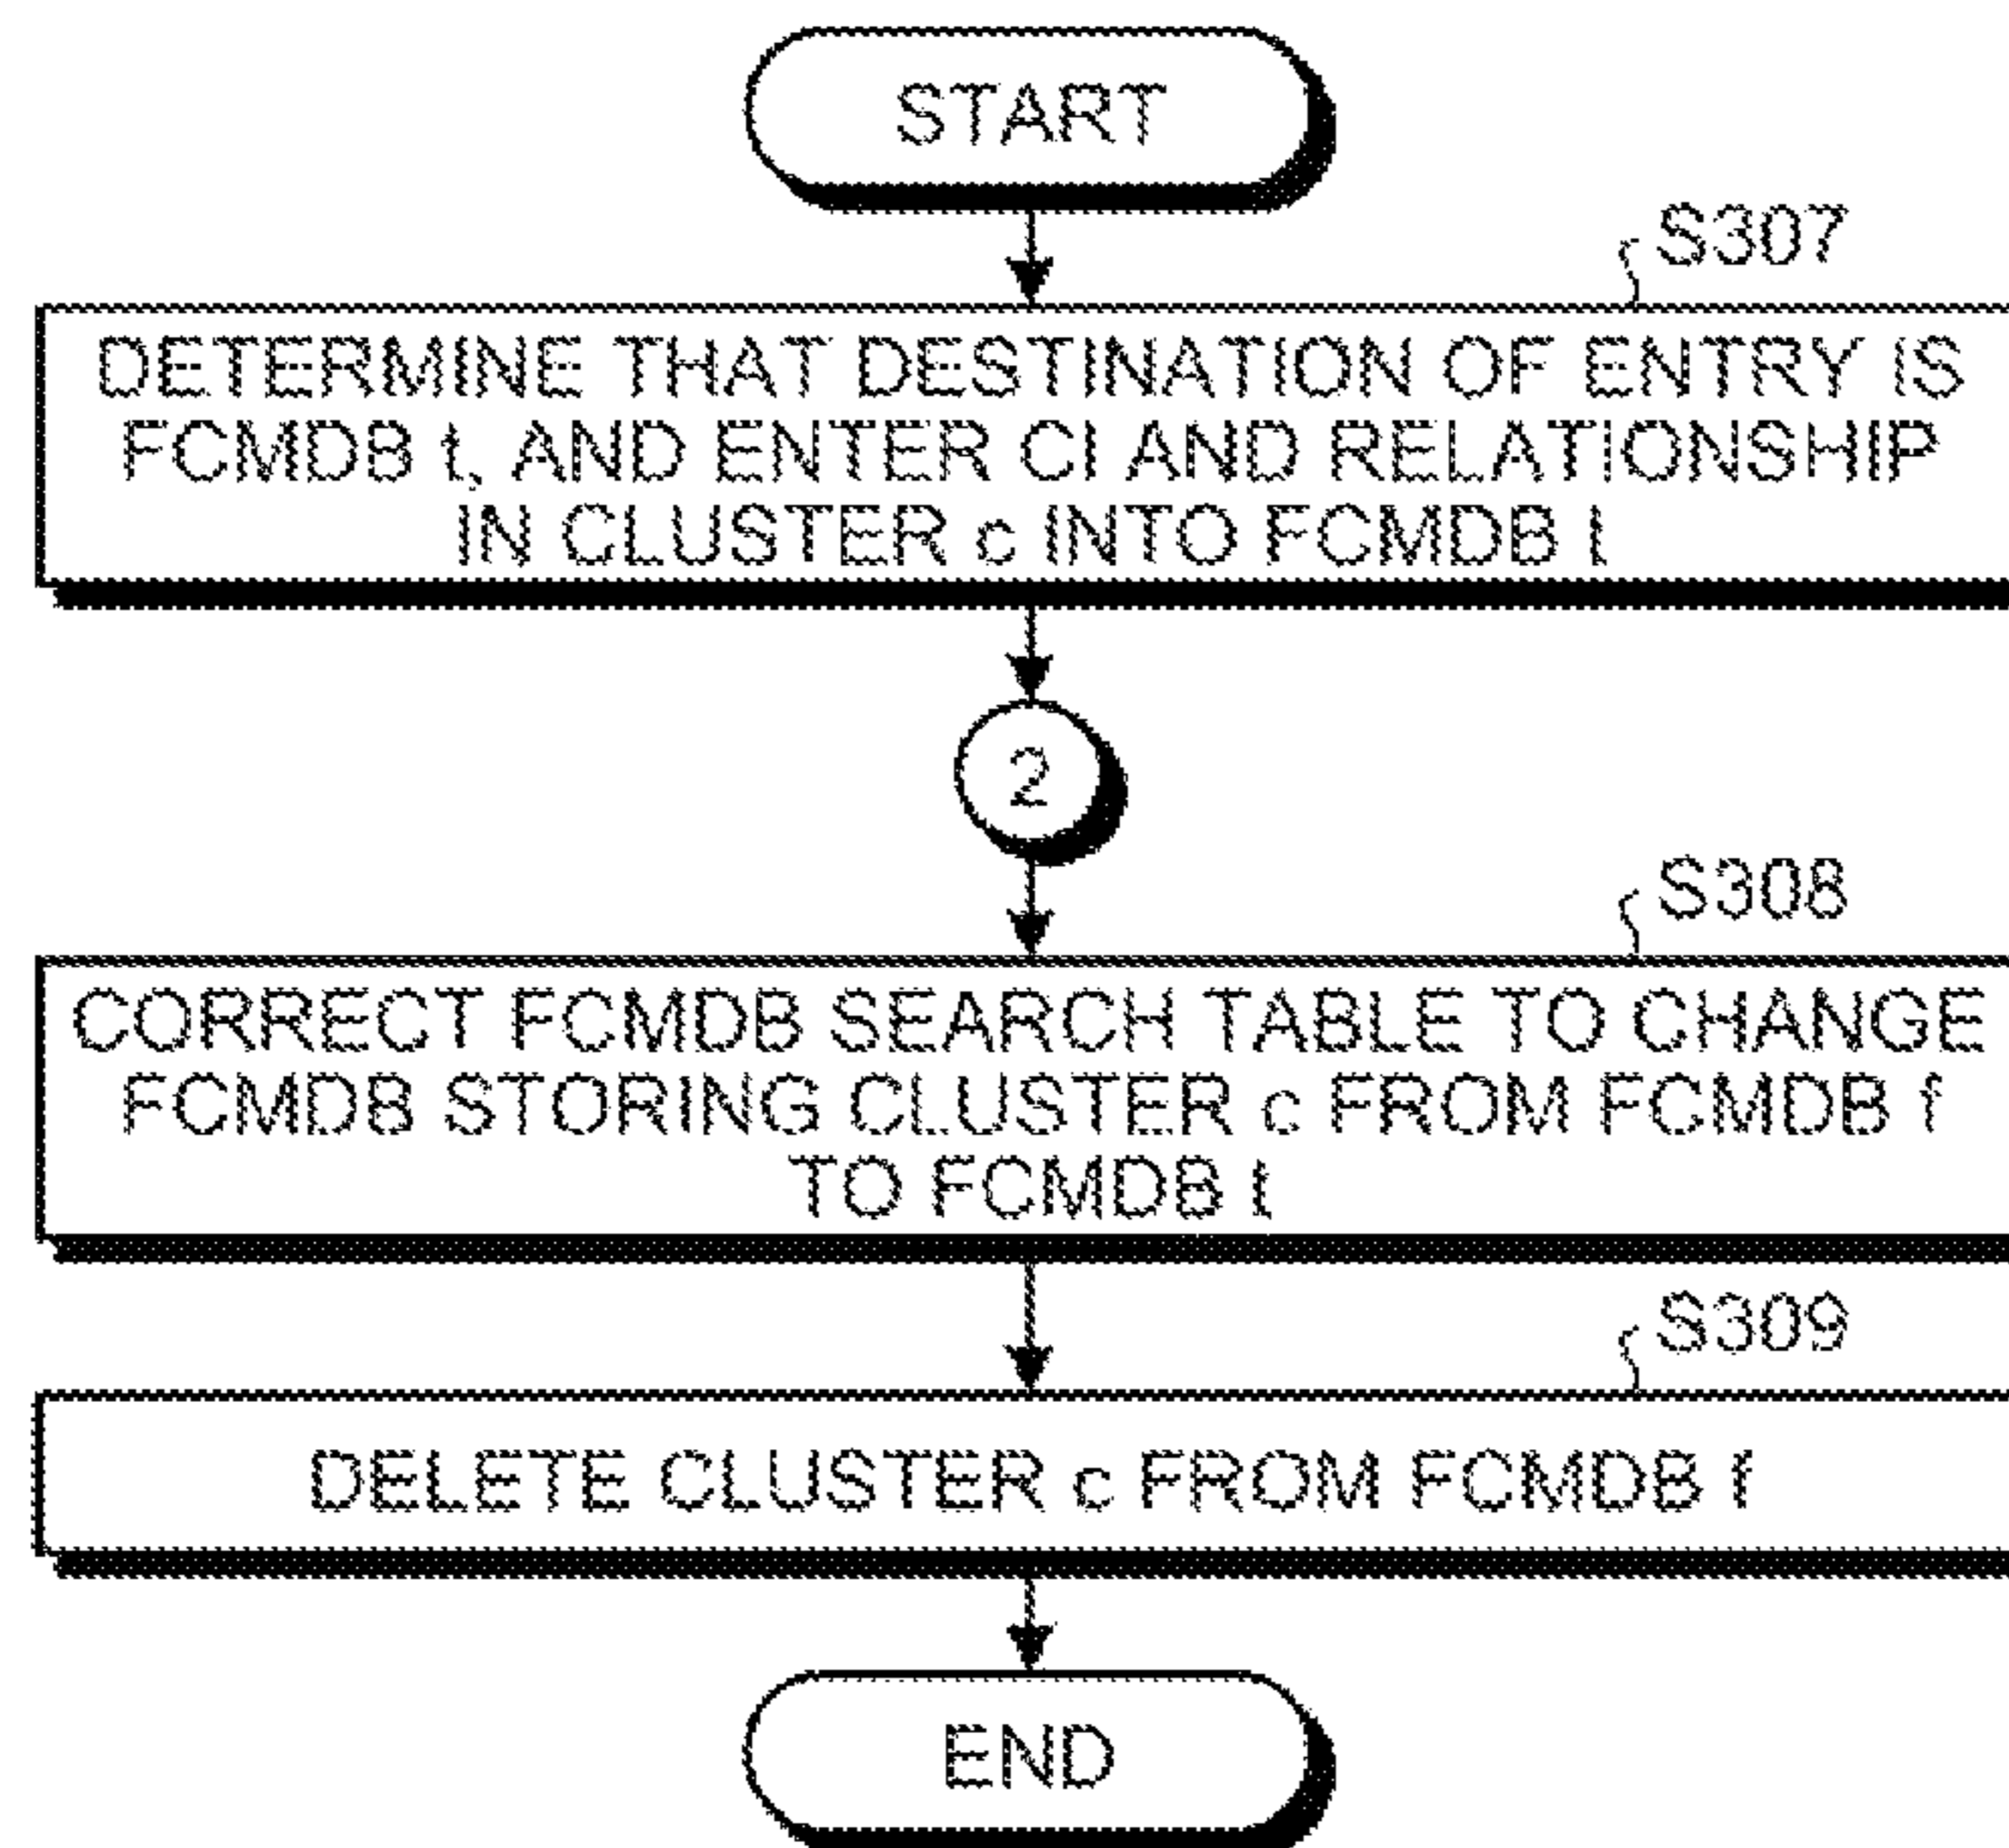 START
S307
DETERMINE THAT DESTINATION OF ENTRY IS
FCMDB t, AND ENTER CI AND RELATIONSHIP
IN CLUSTER c INTO FCMDB t
2
S308
CORRECT FCMDB SEARCH TABLE TO CHANGE
FCMDB STORING CLUSTER c FROM FCMDB f
TO FCMDB t
S309
DELETE CLUSTER c FROM FCMDB f
END